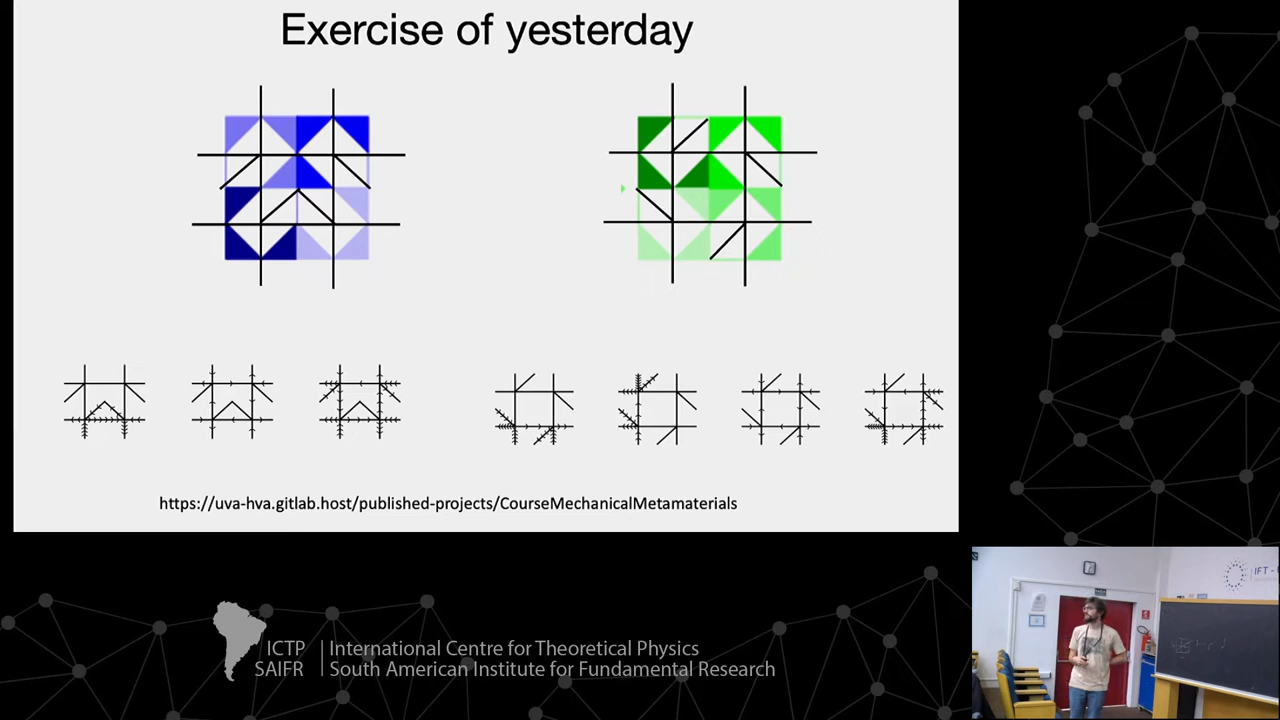 Exercise of yesterday
https://uva-hva.gitlab.host/published-projects/CourseMechanicalMetamaterials
IFT -
ICTP
SAIFR
International Centre for Theoretical Physics
South American Institute for Fundamental Research